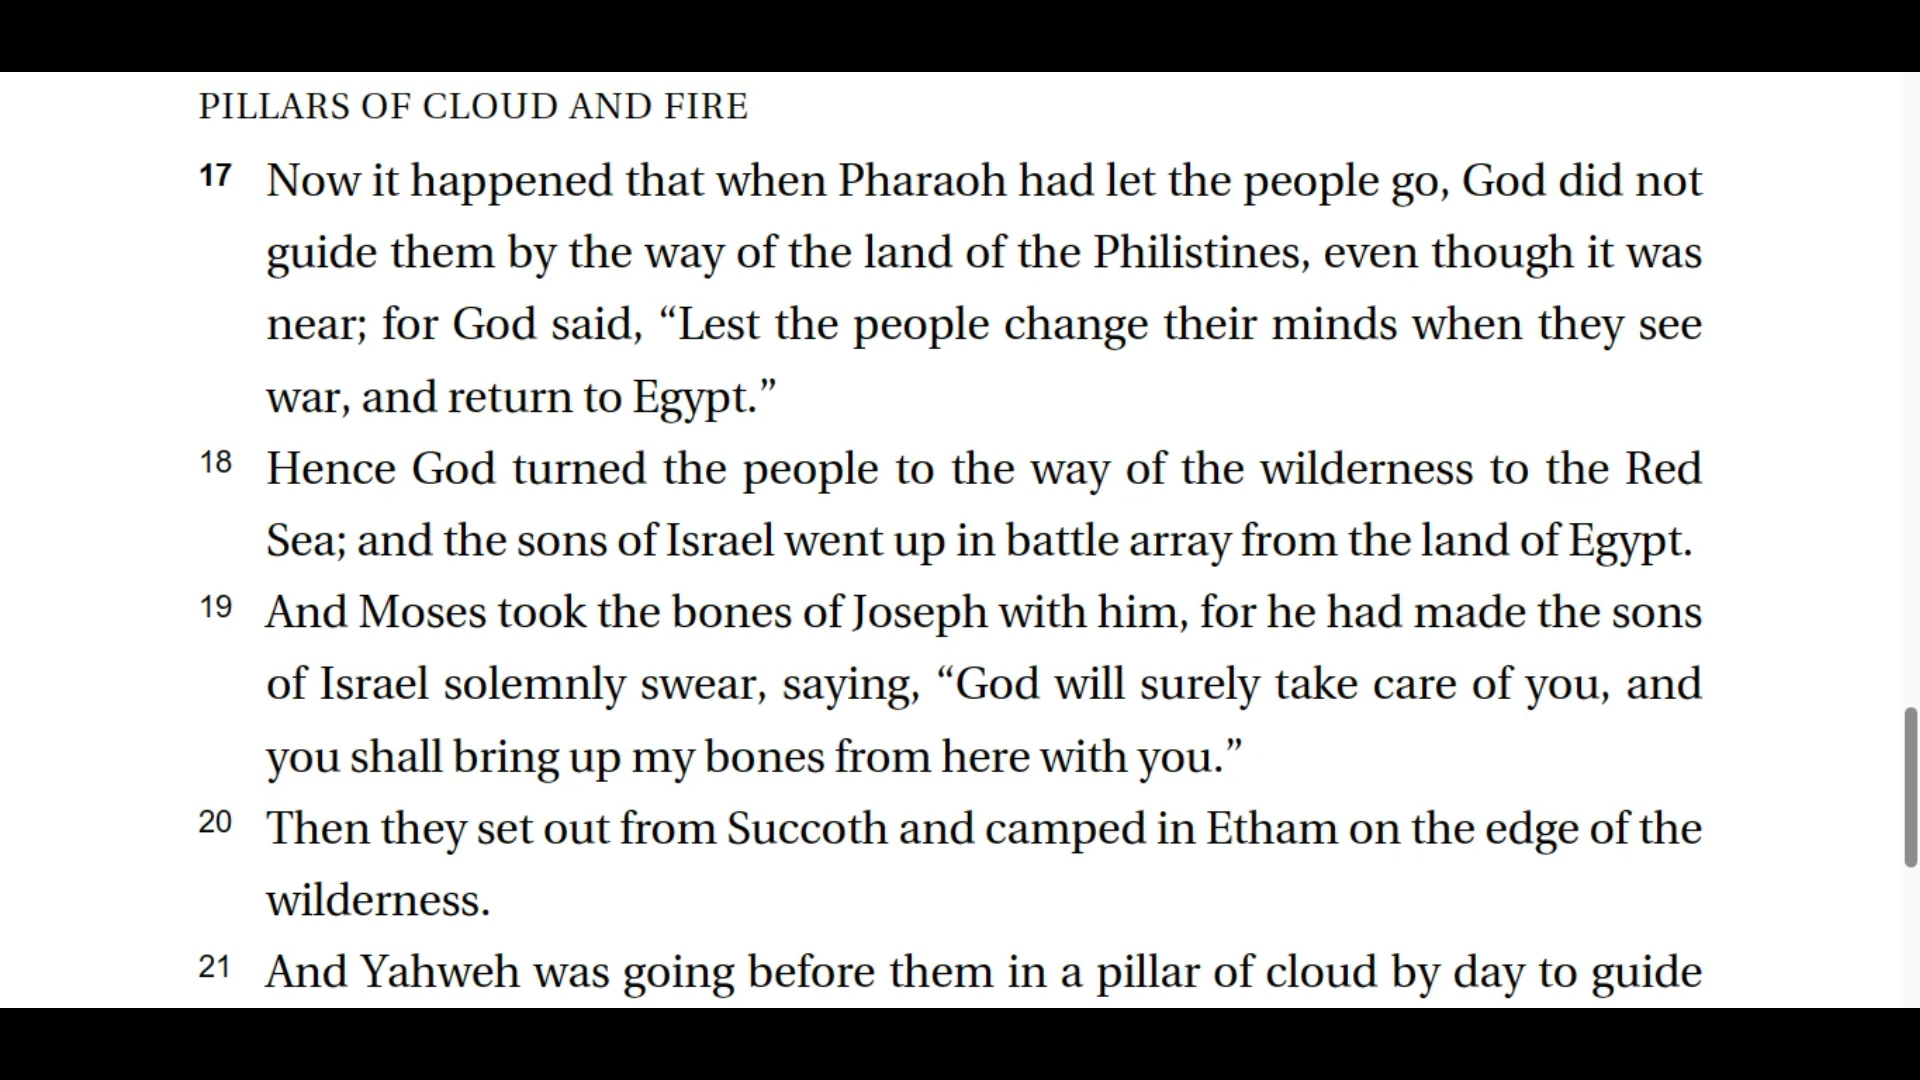 PILLARS OF CLOUD AND FIRE
17 Now it happened that when Pharaoh had let the people go, God did not
guide them by the way of the land of the Philistines, even though it was
near; for God said, “Lest the people change their minds when they see
war, and return to Egypt.”
18 Hence God turned the people to the way of the wilderness to the Red
Sea; and the sons of Israel went up in battle array from the land of Egypt.
19 And Moses took the bones of Joseph with him, for he had made the sons
of Israel solemnly swear, saying, “God will surely take care of you, and
you shall bring up my bones from here with you.”
20 Then they set out from Succoth and camped in Etham on the edge of the
wilderness.
21 And Yahweh was going before them in a pillar of cloud by day to guide